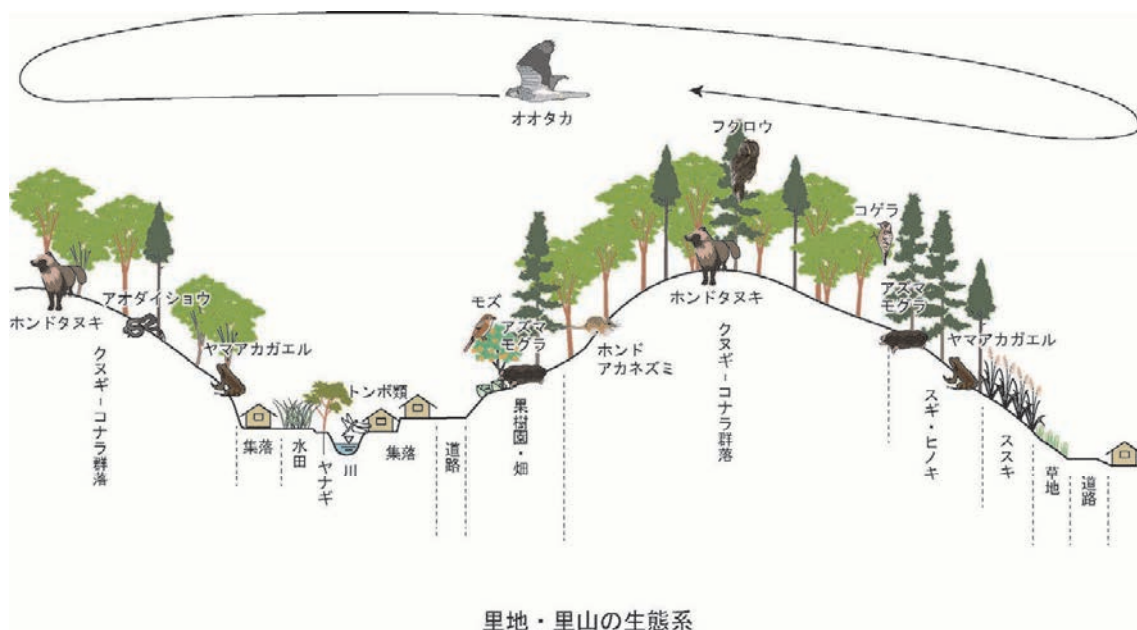 オオタカ
フクロウ
コゲラ
ホンドタヌキ
アオダイショウ
ヤマアカガエル
モズ
アズマ
モグラ
トンボ類
ホンド
アカネズミ
ホンドタヌキ
アズマ
モグラ
ヤマアカガエル
クヌギーコナラ群落
集落
水田
ヤナギ
川
集落
道路
果樹園・畑
クヌギーコナラ群落
スギ・ヒノキ
ススキ
草地
道路
里地・里山の生態系